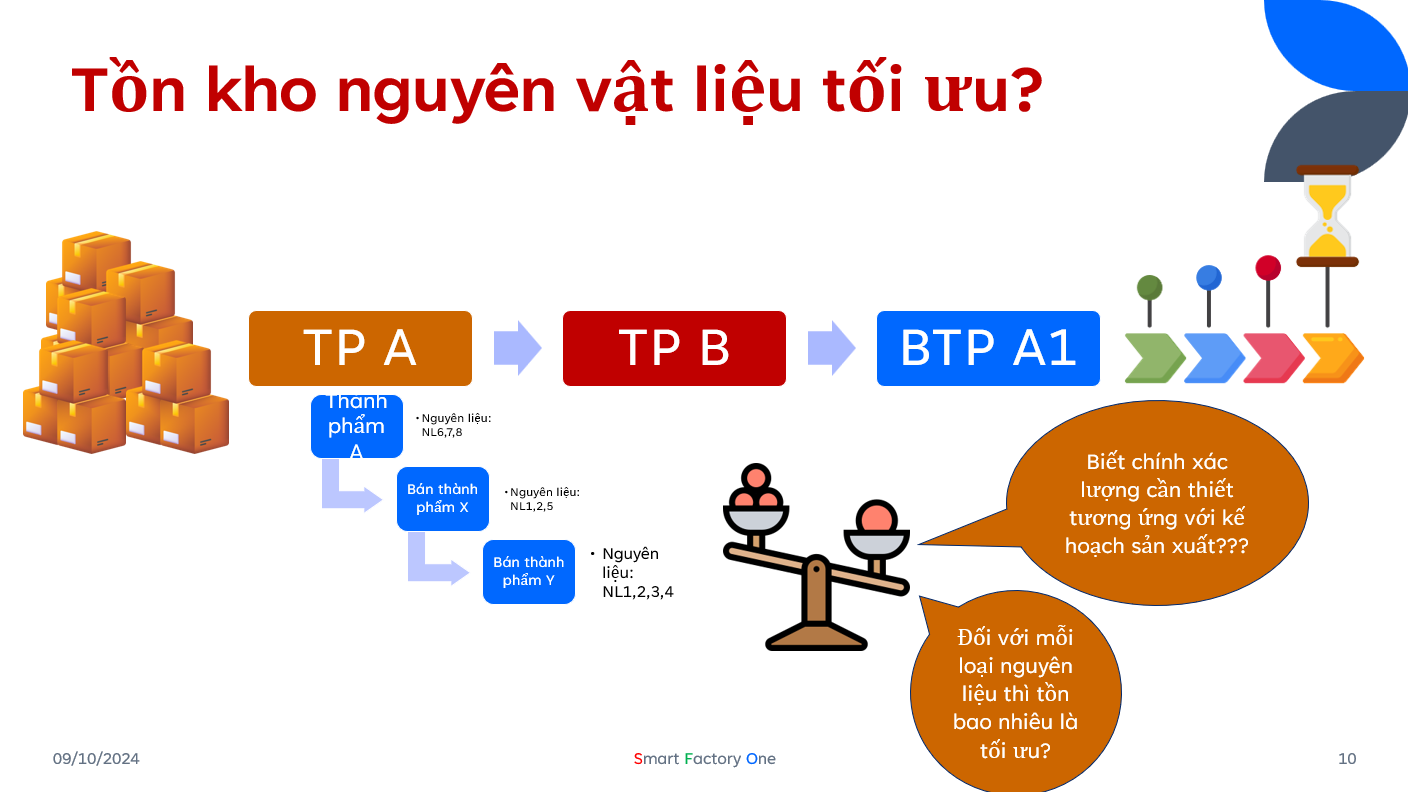 Tồn kho nguyên vật liệu tối ưu?
TP A
TP B
BTP A1
Thành
phẩm
A
• Nguyên liệu:
NL6,7,8
Bán thành
phẩm X
• Nguyên liệu:
NL1,2,5
Bán thành
phẩm Y
• Nguyên
liệu:
NL1,2,3,4
Biết chính xác
lượng cần thiết
tương ứng với kế
hoạch sản xuất???
Đối với mỗi
loại nguyên
liệu thì tồn
bao nhiêu là
tối ưu?
09/10/2024
Smart Factory One
10